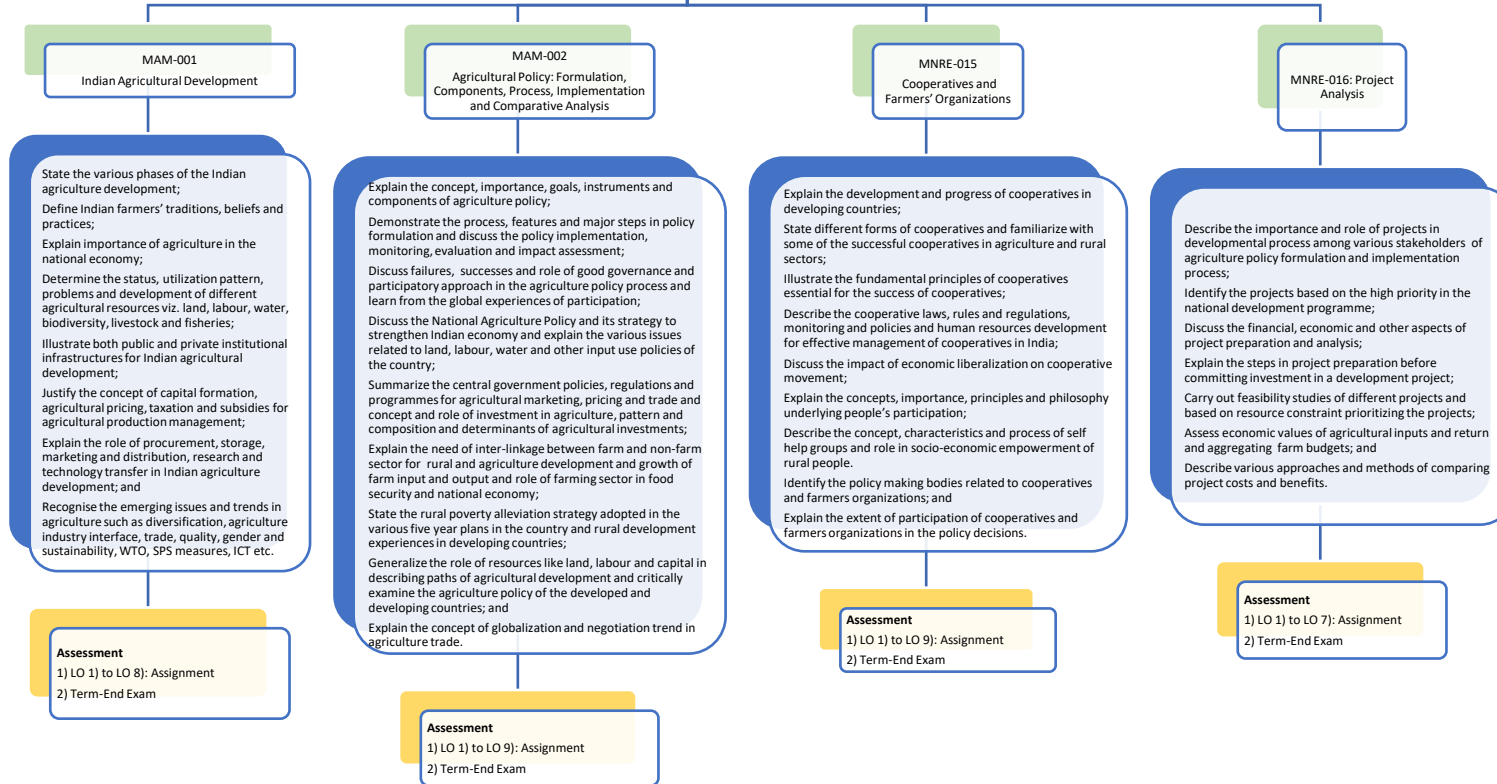 MAM-001
Indian Agricultural Development
State the various phases of the Indian
agriculture development;
Define Indian farmers' traditions, beliefs and
practices;
Explain importance of agriculture in the
national economy;
Determine the status, utilization pattern,
problems and development of different
agricultural resources viz. land, labour, water,
biodiversity, livestock and fisheries;
Illustrate both public and private institutional
infrastructures for Indian agricultural
development;
Justify the concept of capital formation,
agricultural pricing, taxation and subsidies for
agricultural production management;
Explain the role of procurement, storage,
marketing and distribution, research and
technology transfer in Indian agriculture
development; and
Recognise the emerging issues and trends in
agriculture such as diversification, agriculture
industry interface, trade, quality, gender and
sustainability, WTO, SPS measures, ICT etc.
Assessment
1) LO 1) to LO 8): Assignment
2) Term-End Exam
MAM-002
Agricultural Policy: Formulation,
Components, Process, Implementation
and Comparative Analysis
Explain the concept, importance, goals, instruments and
components of agriculture policy;
Demonstrate the process, features and major steps in policy
formulation and discuss the policy implementation,
monitoring, evaluation and impact assessment;
Discuss failures, successes and role of good governance and
participatory approach in the agriculture policy process and
learn from the global experiences of participation;
Discuss the National Agriculture Policy and its strategy to
strengthen Indian economy and explain the various issues
related to land, labour, water and other input use policies of
the country;
Summarize the central government policies, regulations and
programmes for agricultural marketing, pricing and trade and
concept and role of investment in agriculture, pattern and
composition and determinants of agricultural investments;
Explain the need of inter-linkage between farm and non-farm
sector for rural and agriculture development and growth of
farm input and output and role of farming sector in food
security and national economy;
State the rural poverty alleviation strategy adopted in the
various five year plans in the country and rural development
experiences in developing countries;
Generalize the role of resources like land, labour and capital in
describing paths of agricultural development and critically
examine the agriculture policy of the developed and
developing countries; and
Explain the concept of globalization and negotiation trend in
agriculture trade.
Assessment
1) LO 1) to LO 9): Assignment
2) Term-End Exam
MNRE-015
Cooperatives and
Farmers' Organizations
Explain the development and progress of cooperatives in
developing countries;
State different forms of cooperatives and familiarize with
some of the successful cooperatives in agriculture and rural
sectors;
Illustrate the fundamental principles of cooperatives
essential for the success of cooperatives;
Describe the cooperative laws, rules and regulations,
monitoring and policies and human resources development
for effective management of cooperatives in India;
Discuss the impact of economic liberalization on cooperative
movement;
Explain the concepts, importance, principles and philosophy
underlying people's participation;
Describe the concept, characteristics and process of self
help groups and role in socio-economic empowerment of
rural people.
Identify the policy making bodies related to cooperatives
and farmers organizations; and
Explain the extent of participation of cooperatives and
farmers organizations in the policy decisions.
Assessment
1) LO 1) to LO 9): Assignment
2) Term-End Exam
MNRE-016: Project
Analysis
Describe the importance and role of projects in
developmental process among various stakeholders of
agriculture policy formulation and implementation
process;
Identify the projects based on the high priority in the
national development programme;
Discuss the financial, economic and other aspects of
project preparation and analysis;
Explain the steps in project preparation before
committing investment in a development project;
Carry out feasibility studies of different projects and
based on resource constraint prioritizing the projects;
Assess economic values of agricultural inputs and return
and aggregating farm budgets; and
Describe various approaches and methods of comparing
project costs and benefits.
Assessment
1) LO 1) to LO 7): Assignment
2) Term-End Exam